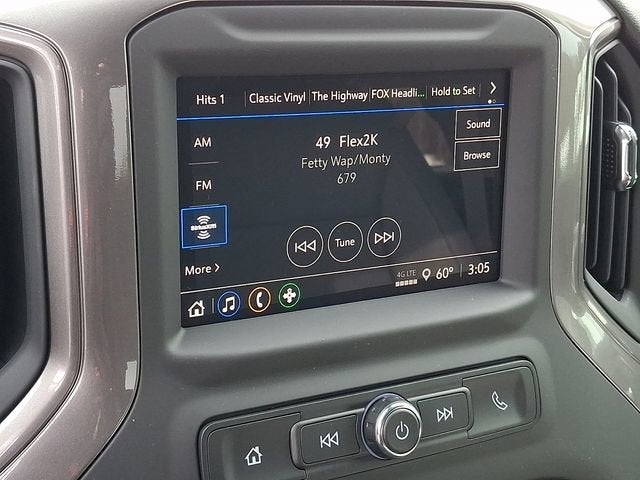 Hits 1 Classic Vinyl The Highway FOX Headli... Hold to Set
AM
FM
SiriusXM
More
49 Flex2K
Fetty Wap/Monty
679
Tune
Sound
Browse
4G LTE 60° 3:05